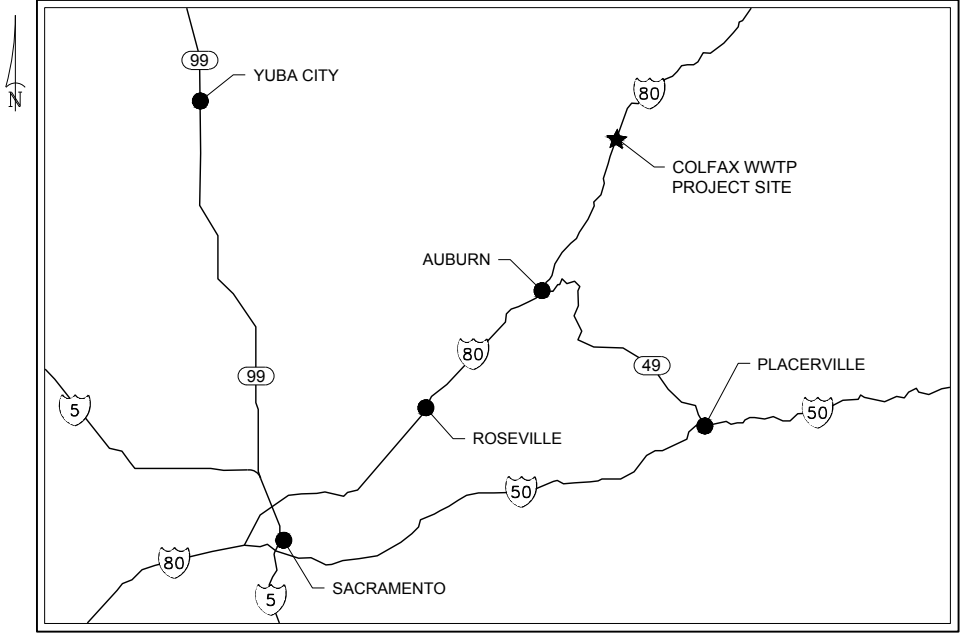 99
YUBA CITY
80
N
COLFAX WWTP
PROJECT SITE
AUBURN
80
49
PLACERVILLE
99
5
50
ROSEVILLE
50
80
SACRAMENTO
5